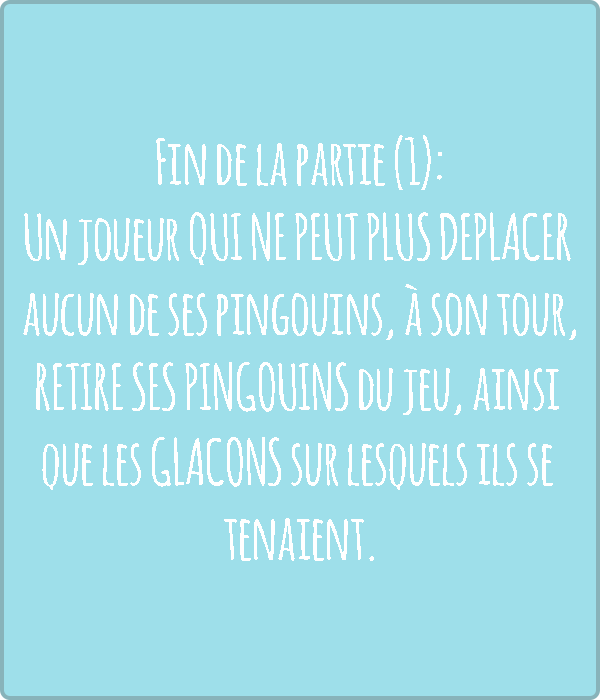 Fin de la partie (1):
Un joueur QUI NE PEUT PLUS DEPLACER
aucun de ses pingouins, à son tour,
RETIRE SES PINGOUINS du jeu, ainsi
que les GLACONS sur lesquels ils se
tenaient.